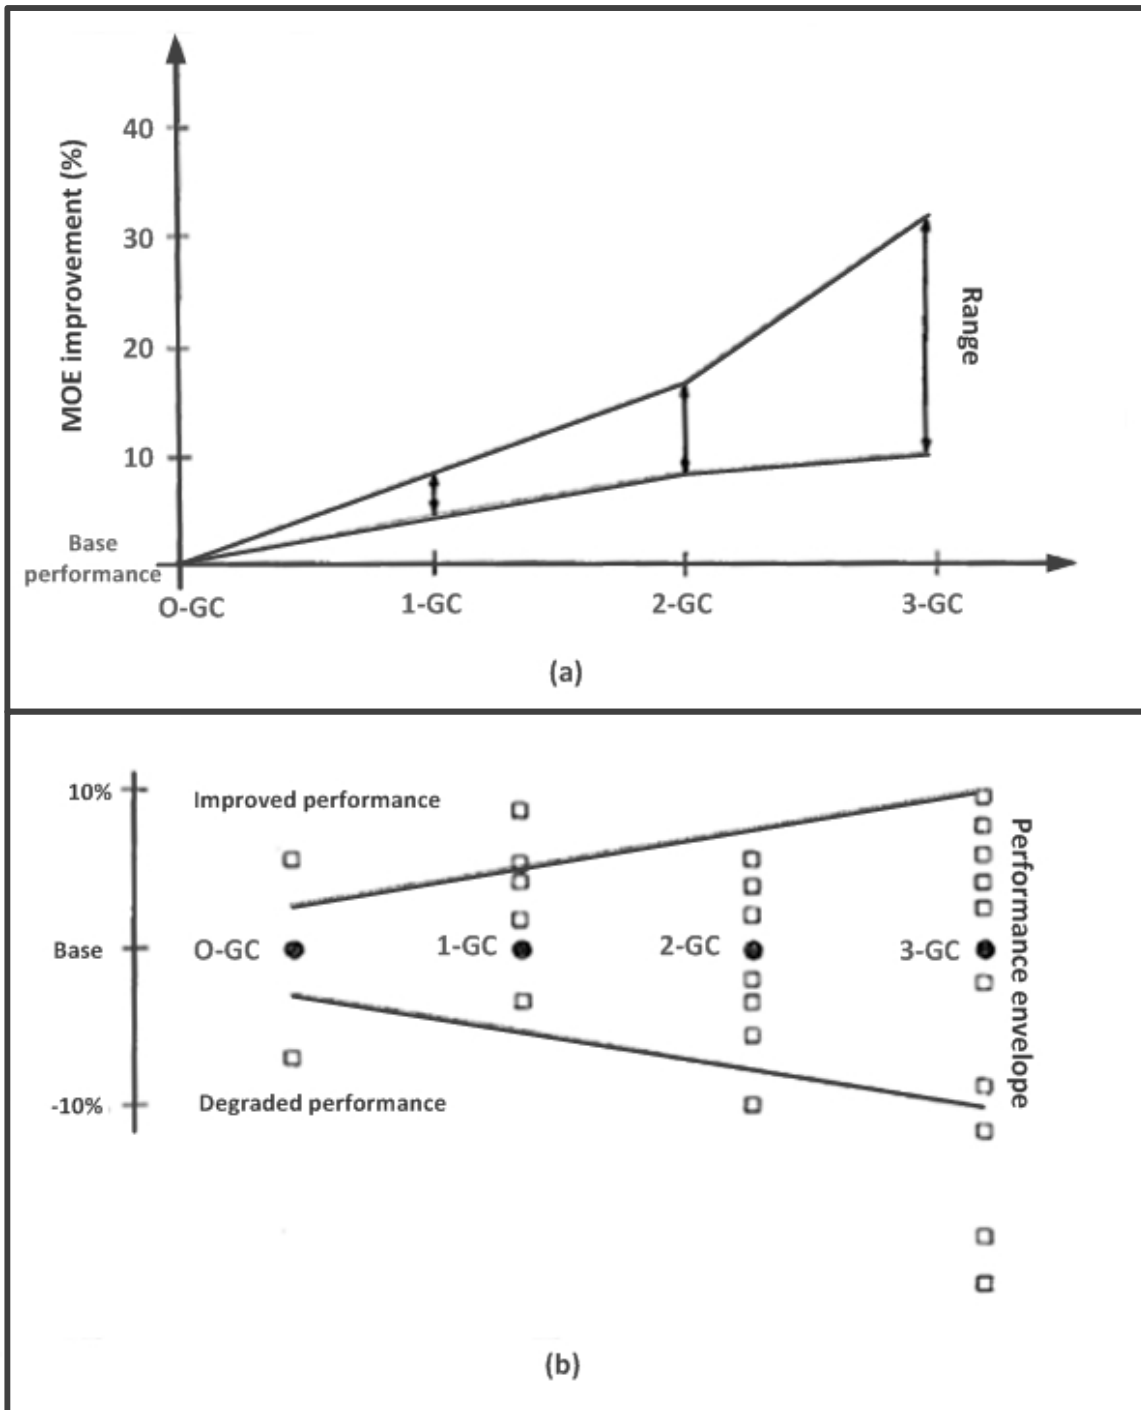 MOE improvement (%)
40
30
20
10
Base
performance
O-GC
1-GC
2-GC
3-GC
Range
(a)
10%
Improved performance
Base
O-GC
1-GC
2-GC
3-GC
Performance envelope
-10%
Degraded performance
(b)